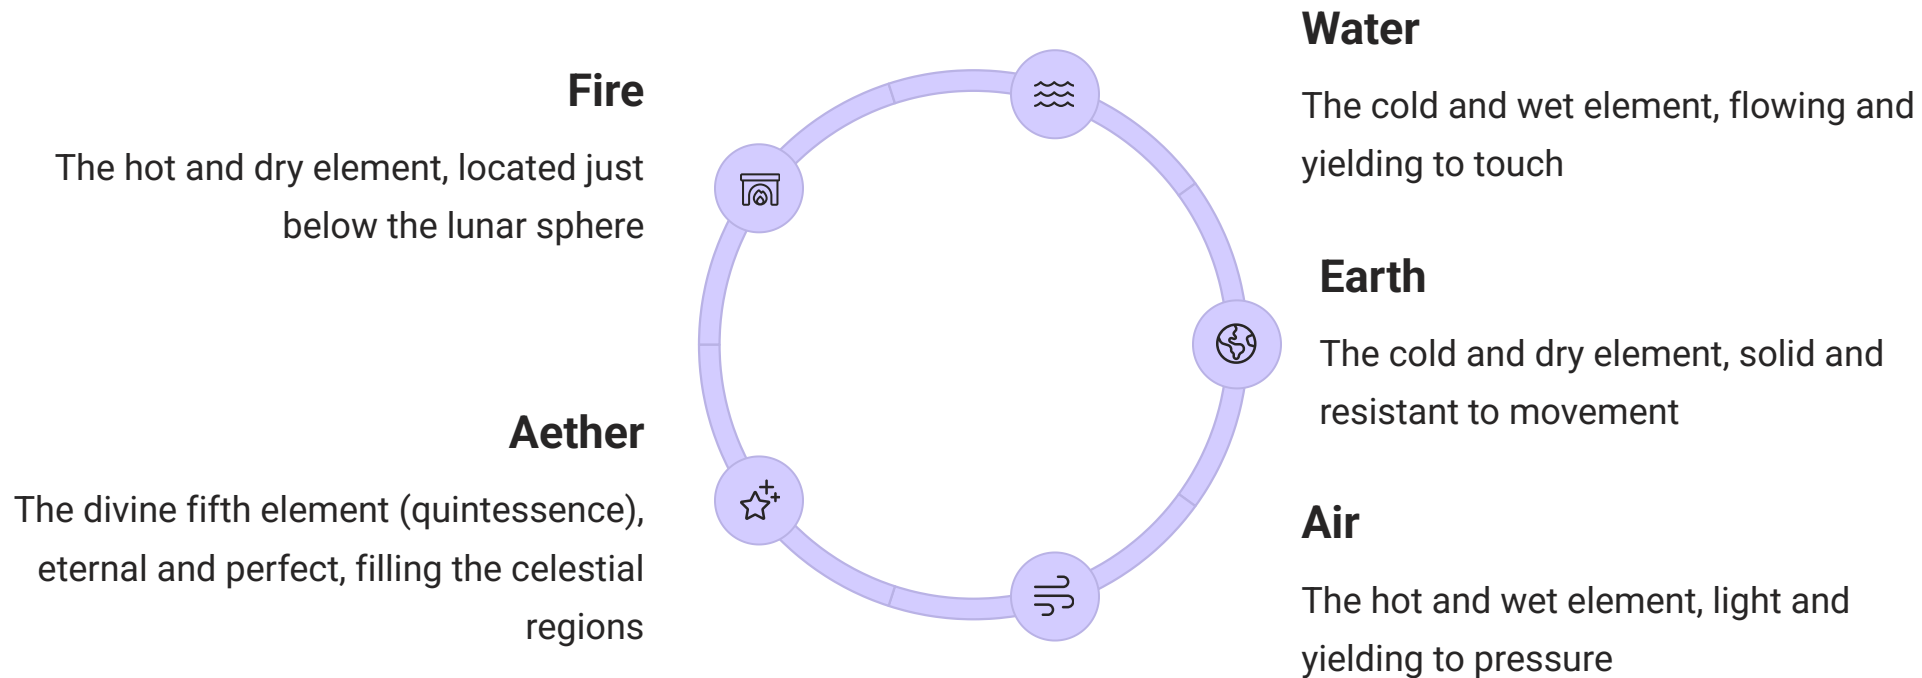 Water
The cold and wet element, flowing and
yielding to touch
Earth
The cold and dry element, solid and
resistant to movement
Air
The hot and wet element, light and
yielding to pressure
Aether
The divine fifth element (quintessence),
eternal and perfect, filling the celestial
regions
Fire
The hot and dry element, located just
below the lunar sphere